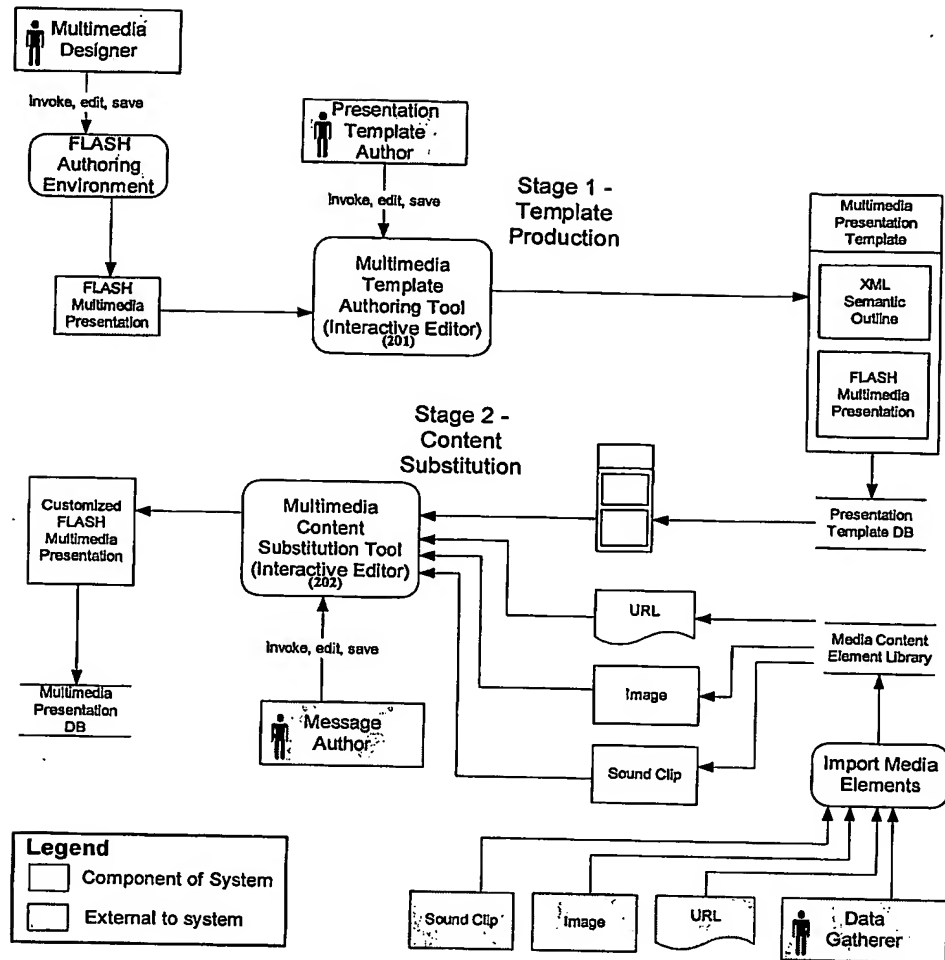 Multimedia
Designer
Invoke, edit, save
FLASH
Authoring
Environment
FLASH
Multimedia
Presentation
Presentation
Template
Author
Invoke, edit, save
Multimedia
Template
Authoring Tool
(Interactive Editor)
(201)
Stage 1 -
Template
Production
Multimedia
Presentation
Template
XML
Semantic
Outline
FLASH
Multimedia
Presentation
Stage 2 -
Content
Substitution
Customized
FLASH
Multimedia
Presentation
Multimedia
Content
Substitution Tool
(Interactive Editor)
(202)
Presentation
Template DB
URL
Media Content
Element Library
Invoke, edit, save
Multimedia
Presentation
DB
Message
Author
Image
Sound Clip
Import Media
Elements
Legend
Component of System
External to system
Sound Clip
Image
URL
Data
Gatherer